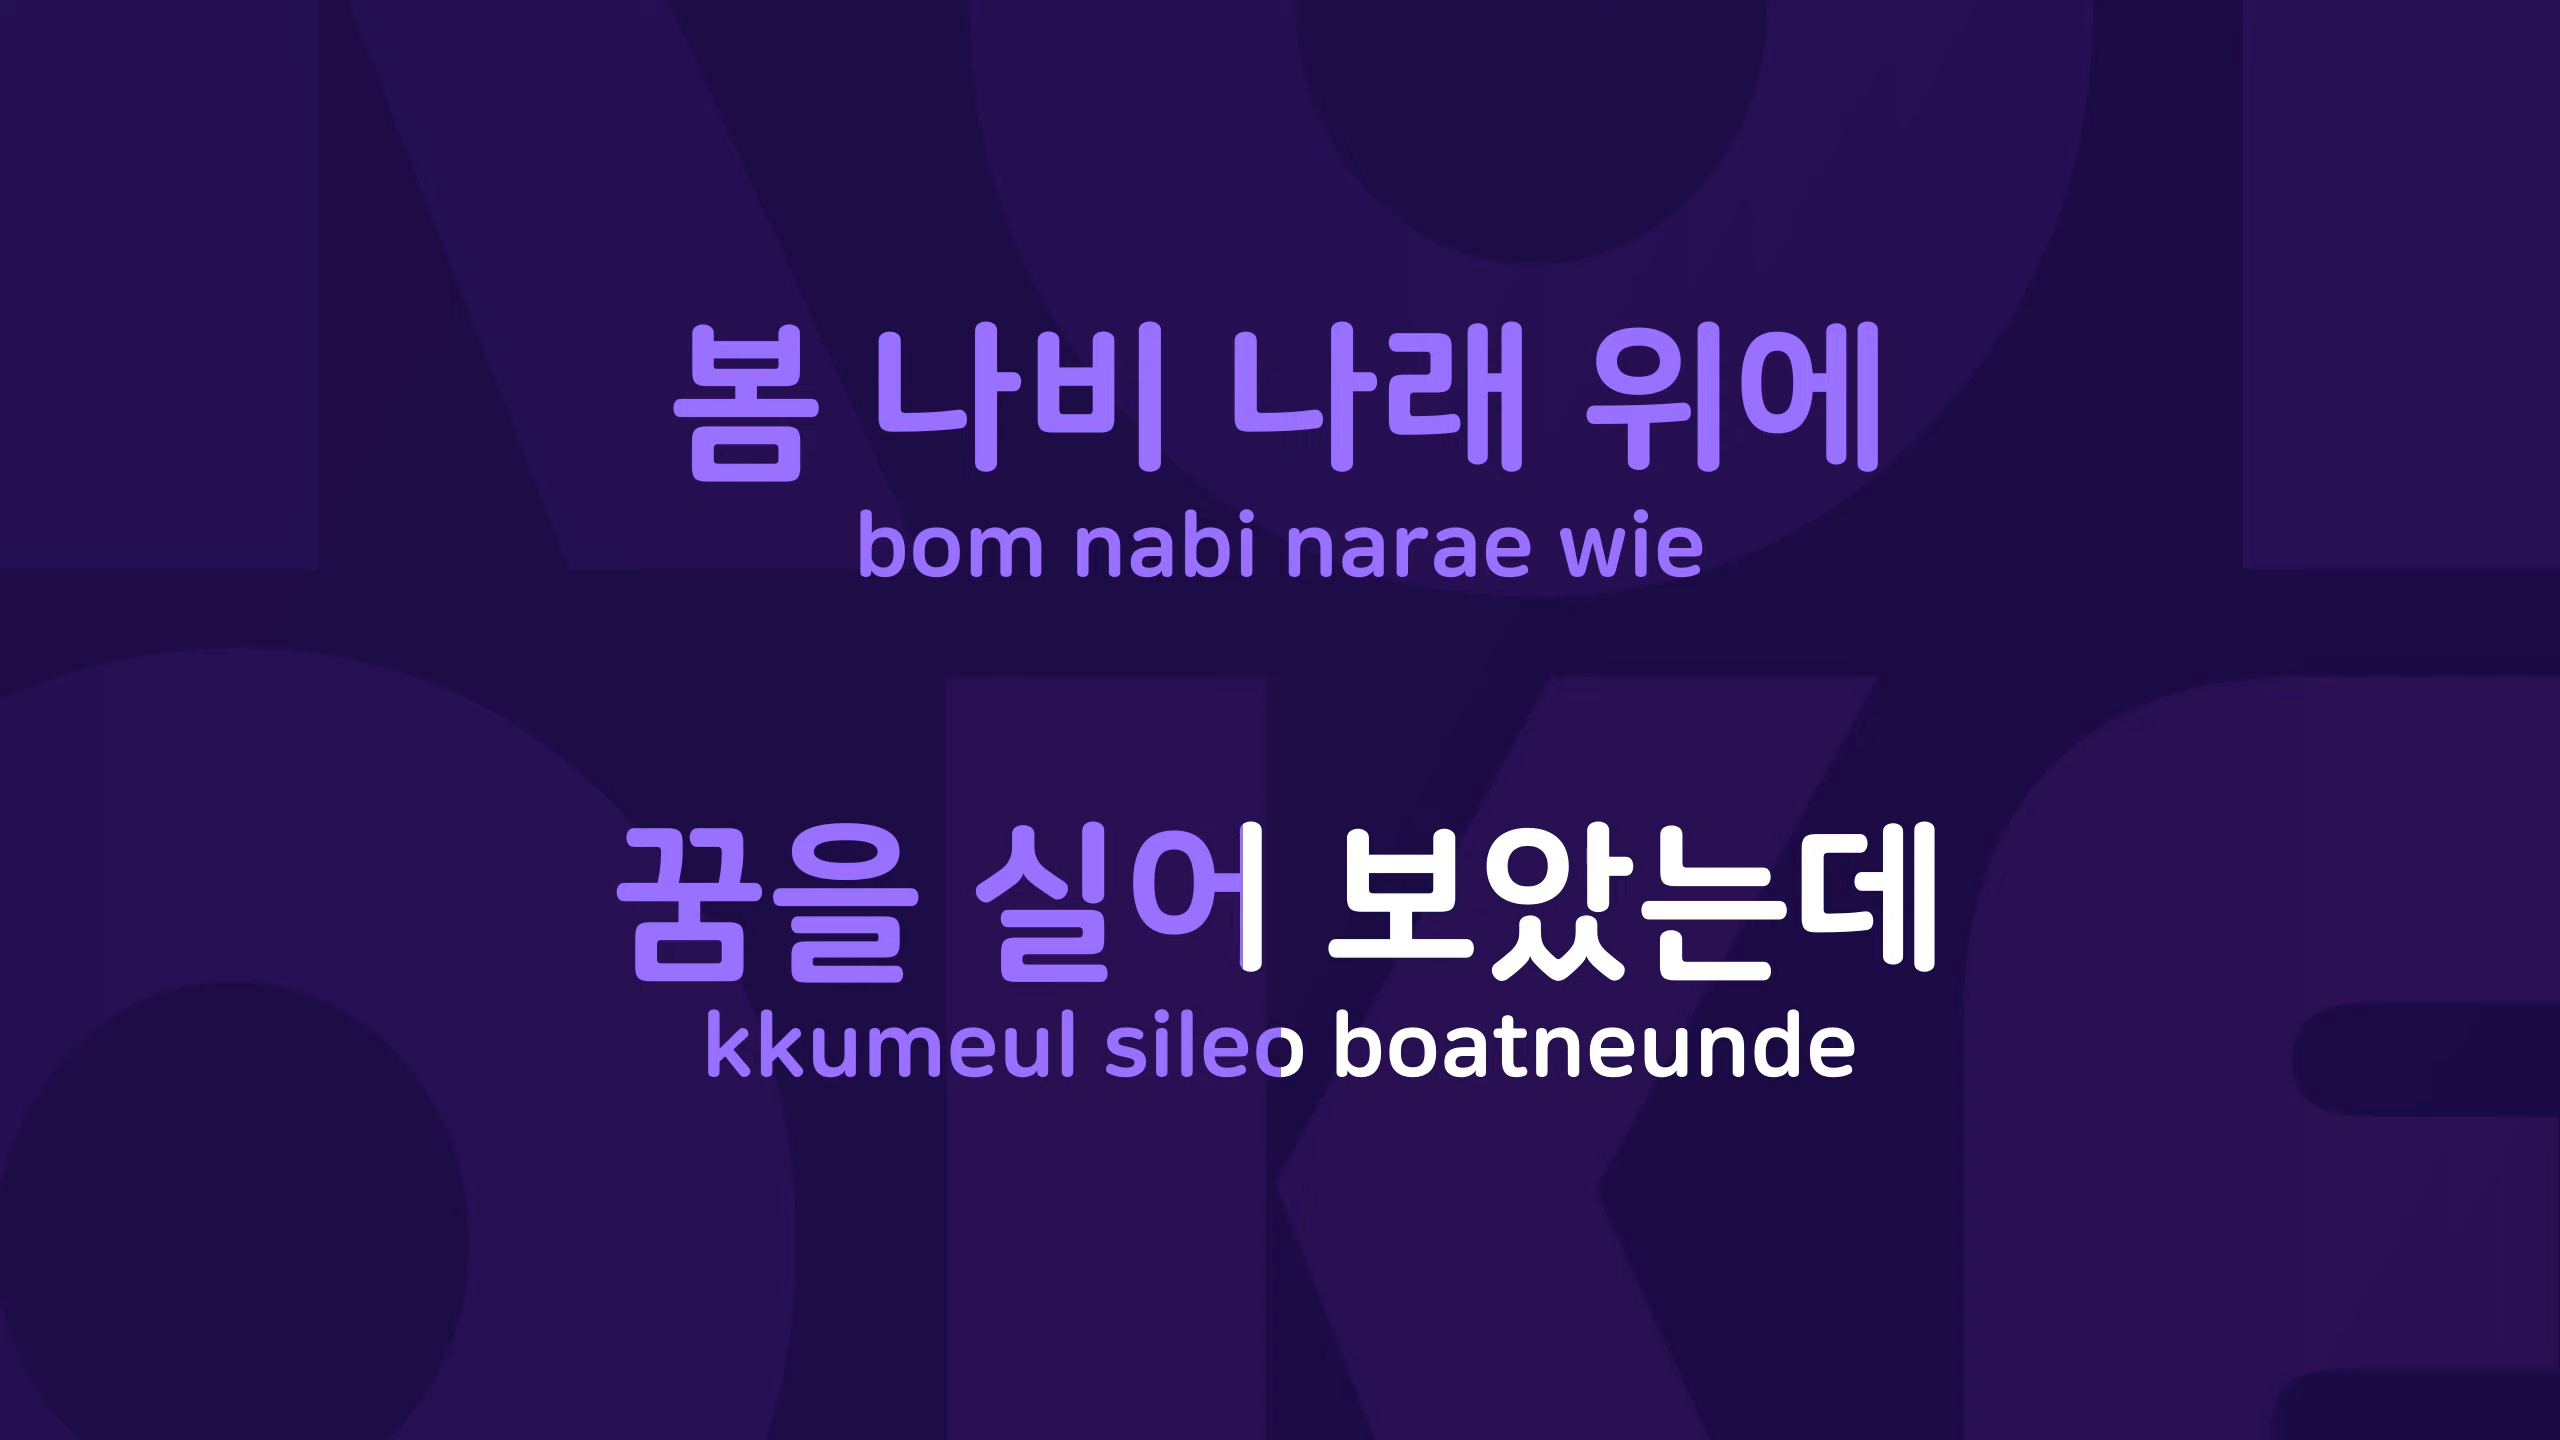 봄 나비 나래 위에
bom nabi narae wie
꿈을 실어 보았는데
kkumeul sileo boatneunde